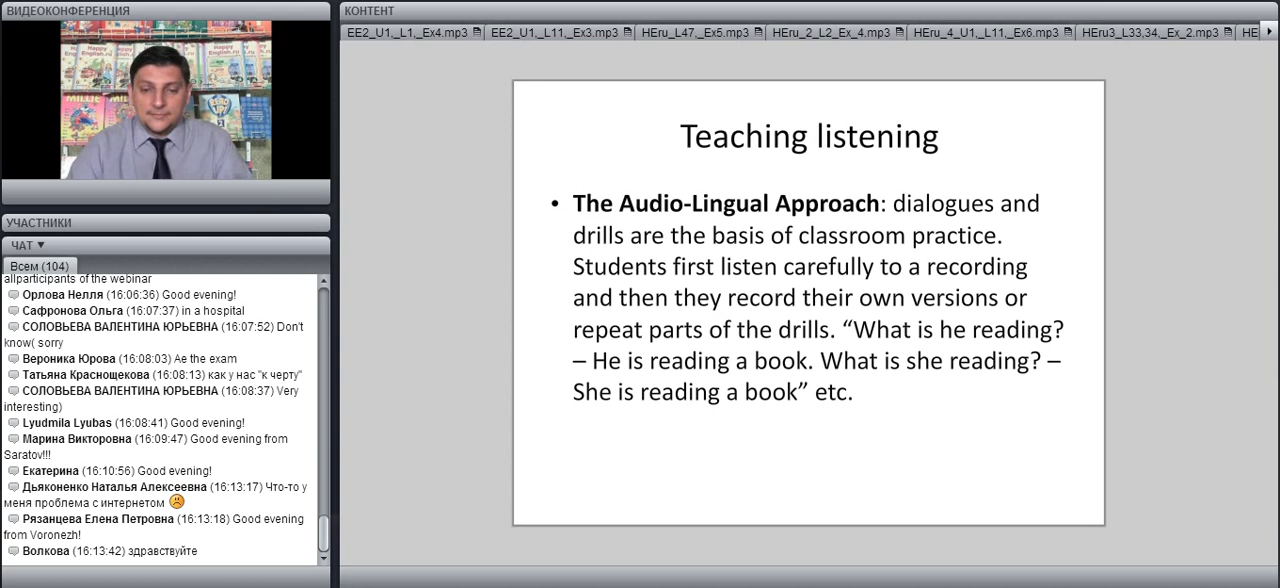 ВИДЕОКОНФЕРЕНЦИЯ
Happy English.ru
MILLIE
УЧАСТНИКИ
ЧАТ ▼
Всем (104)
allparticipants of the webinar
Орлова Нелля (16:06:36) Good evening!
Сафронова Ольга (16:07:37) in a hospital
СОЛОВЬЕВА ВАЛЕНТИНА ЮРЬЕВНА (16:07:52) Don't
know( sorry
Вероника Юрова (16:08:03) Ae the exam
Татьяна Краснощекова (16:08:13) как у нас "к черту"
СОЛОВЬЕВА ВАЛЕНТИНА ЮРЬЕВНА (16:08:37) Very
interesting)
Lyudmila Lyubas (16:08:41) Good evening!
Марина Викторовна (16:09:47) Good evening from
Saratov!!!
Екатерина (16:10:56) Good evening!
Дьяконенко Наталья Алексеевна (16:13:17) Что-то у
меня проблема с интернетом
Рязанцева Елена Петровна (16:13:18) Good evening
from Voronezh!
Волкова (16:13:42) здравствуйте
КОНТЕНТ
EE2_U1,_L1,_Ex4.mp3 EE2_U1,_L11,_Ex3.mp3 HEru_L47,_Ex5.mp3 HEru_2_L2_Ex_4.mp3 HEru_4_U1,_L11,_Ex6.mp3 HEru3_L33,34,_Ex_2.mp3 HE
Teaching listening
• The Audio-Lingual Approach: dialogues and
drills are the basis of classroom practice.
Students first listen carefully to a recording
and then they record their own versions or
repeat parts of the drills. “What is he reading?
– He is reading a book. What is she reading? –
She is reading a book” etc.